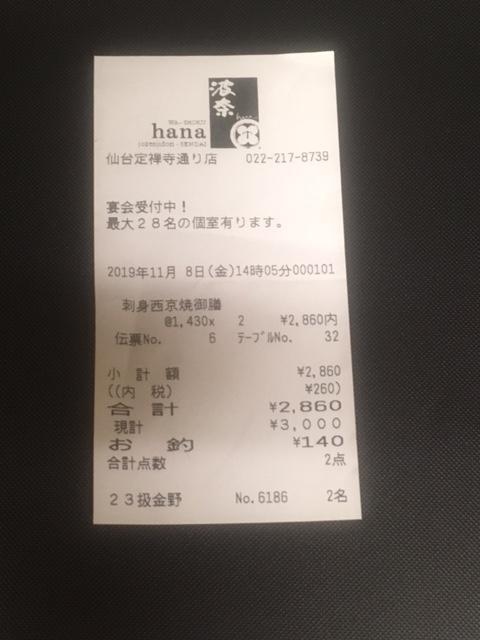 波奈
WA-SHOKU
hana
jozenjidori-SENDAI
仙台定禅寺通り店 022-217-8739
宴会受付中!
最大28名の個室有ります。
2019年11月 8日(金)14時05分000101
刺身西京焼御膳
@1,430x 2 ¥2,860内
伝票No. 6 テーブルNo. 32
小 計 額 ¥2,860
((内 税) ¥260)
合 計 ¥2,860
現計 ¥3,000
お 釣 ¥140
合計点数 2点
23扱金野 No.6186 2名